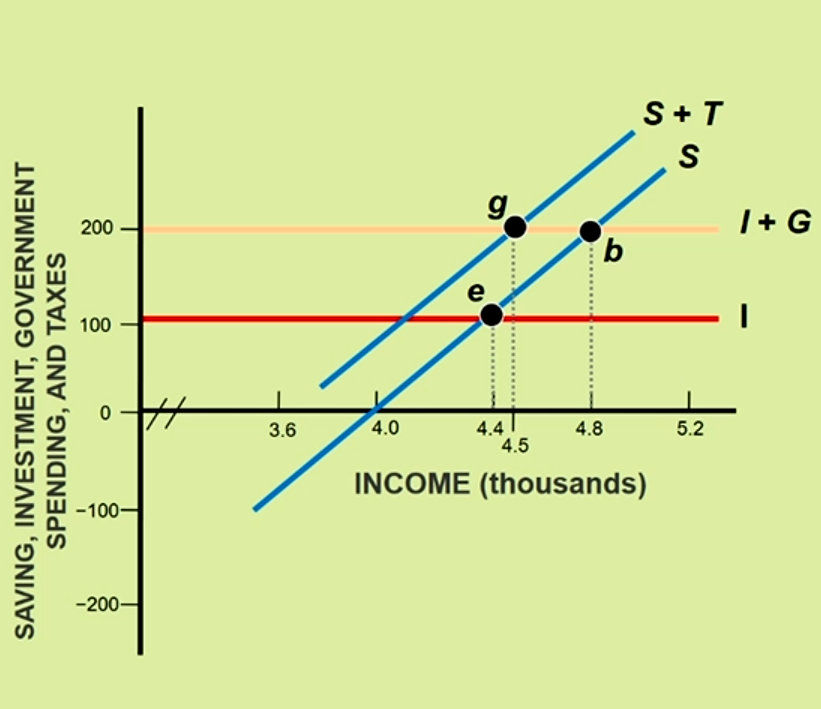 SAVING, INVESTMENT, GOVERNMENT
SPENDING, AND TAXES
S + T
S
g
200
I + G
b
e
100
I
0
3.6
4.0
4.4
4.5
4.8
5.2
INCOME (thousands)
−100
−200